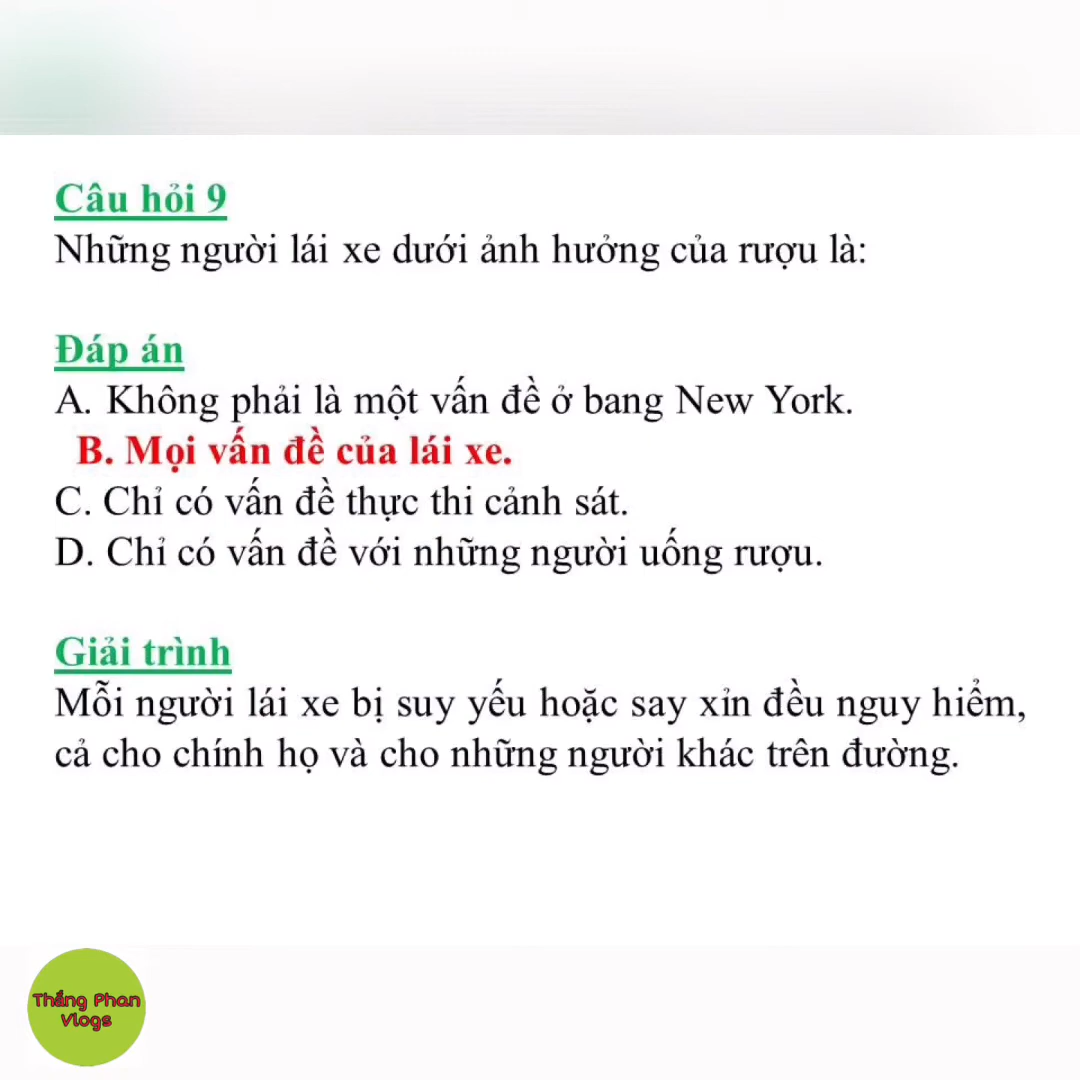 Câu hỏi 9
Những người lái xe dưới ảnh hưởng của rượu là:
Đáp án
A. Không phải là một vấn đề ở bang New York.
B. Mọi vấn đề của lái xe.
C. Chỉ có vấn đề thực thi cảnh sát.
D. Chỉ có vấn đề với những người uống rượu.
Giải trình
Mỗi người lái xe bị suy yếu hoặc say xỉn đều nguy hiểm,
cả cho chính họ và cho những người khác trên đường.
Thắng Phan
Vlogs